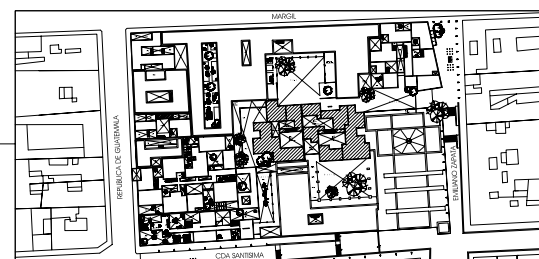 MARGIL
REPUBLICA DE GUATEMALA
EMILIANO ZAPATA
CDA SANTISIMA